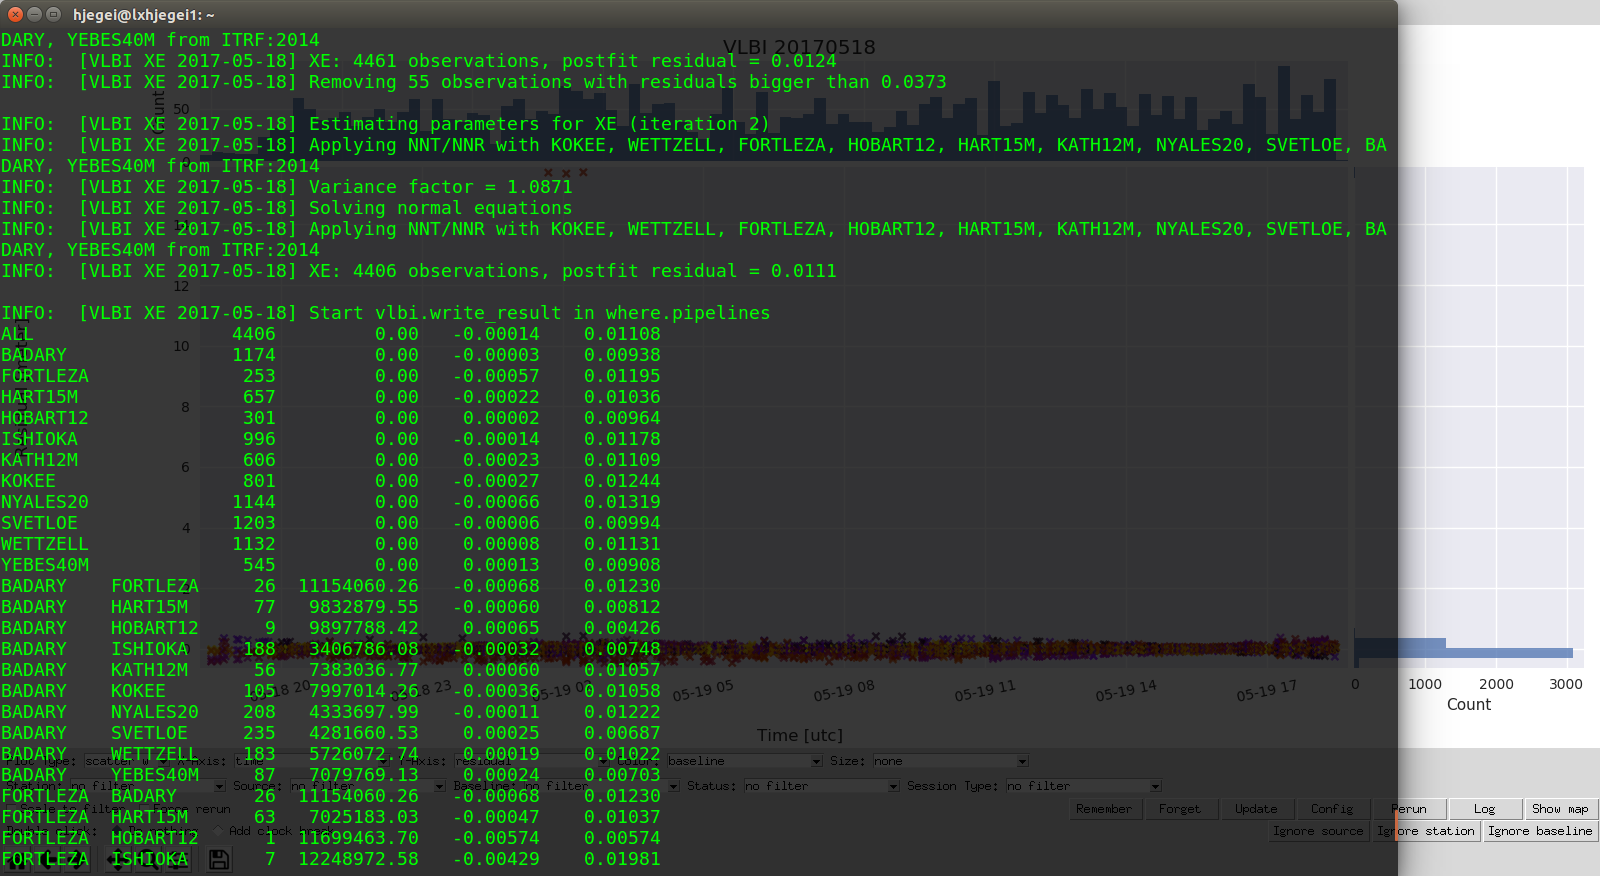 hjegei@lxhjegei1: ~
DARY, YEBES40M from ITRF:2014
VLBI 20170518
INFO:  [VLBI XE 2017-05-18] XE: 4461 observations, postfit residual = 0.0124
INFO:  [VLBI XE 2017-05-18] Removing 55 observations with residuals bigger than 0.0373
50
INFO:  [VLBI XE 2017-05-18] Estimating parameters for XE (iteration 2)
INFO:  [VLBI XE 2017-05-18] Applying NNT/NNR with KOKEE, WETTZELL, FORTLEZA, HOBART12, HART15M, KATH12M, NYALES20, SVETLOE, BA
DARY, YEBES40M from ITRF:2014
INFO:  [VLBI XE 2017-05-18] Variance factor = 1.0871
INFO:  [VLBI XE 2017-05-18] Solving normal equations
INFO:  [VLBI XE 2017-05-18] Applying NNT/NNR with KOKEE, WETTZELL, FORTLEZA, HOBART12, HART15M, KATH12M, NYALES20, SVETLOE, BA
DARY, YEBES40M from ITRF:2014
INFO:  [VLBI XE 2017-05-18] XE: 4406 observations, postfit residual = 0.0111
12
INFO:  [VLBI XE 2017-05-18] Start vlbi.write_result in where.pipelines
ALL 4406 0.00 -0.00014 0.01108
10
BADARY 1174 0.00 -0.00003 0.00938
FORTLEZA 253 0.00 -0.00057 0.01195
HART15M 657 0.00 -0.00022 0.01036
8
HOBART12 301 0.00 0.00002 0.00964
ISHIOKA 996 0.00 -0.00014 0.01178
KATH12M 606 0.00 0.00023 0.01109
6
KOKEE 801 0.00 -0.00027 0.01244
NYALES20 1144 0.00 -0.00066 0.01319
SVETLOE 1203 0.00 -0.00006 0.00994
4
WETTZELL 1132 0.00 0.00008 0.01131
YEBES40M 545 0.00 0.00013 0.00908
BADARY FORTLEZA 26 11154060.26 -0.00068 0.01230
BADARY HART15M 77 9832879.55 -0.00060 0.00812
BADARY HOBART12 9 9897788.42 0.00065 0.00426
BADARY ISHIOKA 188 3406786.08 -0.00032 0.00748
BADARY KATH12M 56 7383036.77 0.00060 0.01057
BADARY KOKEE 105 7997014.26 -0.00036 0.01058
05-19 05 05-19 08 05-19 11 05-19 14 05-19 17
0 1000 2000 3000
Count
BADARY NYALES20 208 4333697.99 -0.00011 0.01222
BADARY SVETLOE 235 4281660.53 0.00025 0.00687
Time [utc]
BADARY WETTZELL 183 5726072.74 0.00019 0.01022
Color: baseline Size: none
BADARY YEBES40M 87 7079769.13 0.00024 0.00703
Status: no filter Session Type: no filter
FORTLEZA BADARY 26 11154060.26 -0.00068 0.01230
Remember Forget Update Config Rerun Log Show map
FORTLEZA HART15M 63 7025183.03 -0.00047 0.01037
Add clock break
Ignore source Ignore station Ignore baseline
FORTLEZA HOBART12 1 11699463.70 -0.00574 0.00574
FORTLEZA ISHIOKA 7 12248972.58 -0.00429 0.01981